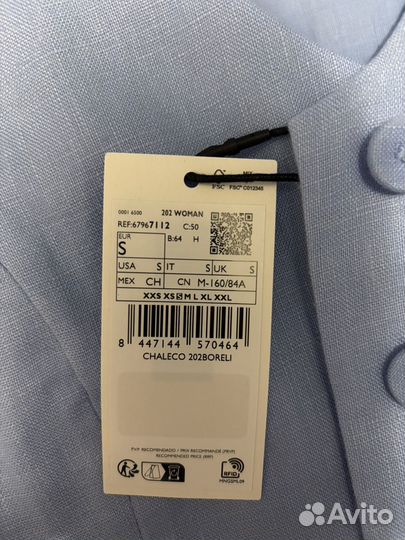 MIX
FSC FSC® C012345
0001 6500 202 WOMAN
REF:67967112 C:50
EUR S B:64 H
USA S IT S UK S
MEX CH CN M-160/84A
XXS XS S M L XL XXL
8 447144 570464
CHALECO 202BORELI
P.V.P. RECOMENDADO / PRIX RECOMMANDÉ (PRVP)
RECOMMENDED PRICE (RRP)
RFID
MNGSML09
Avito